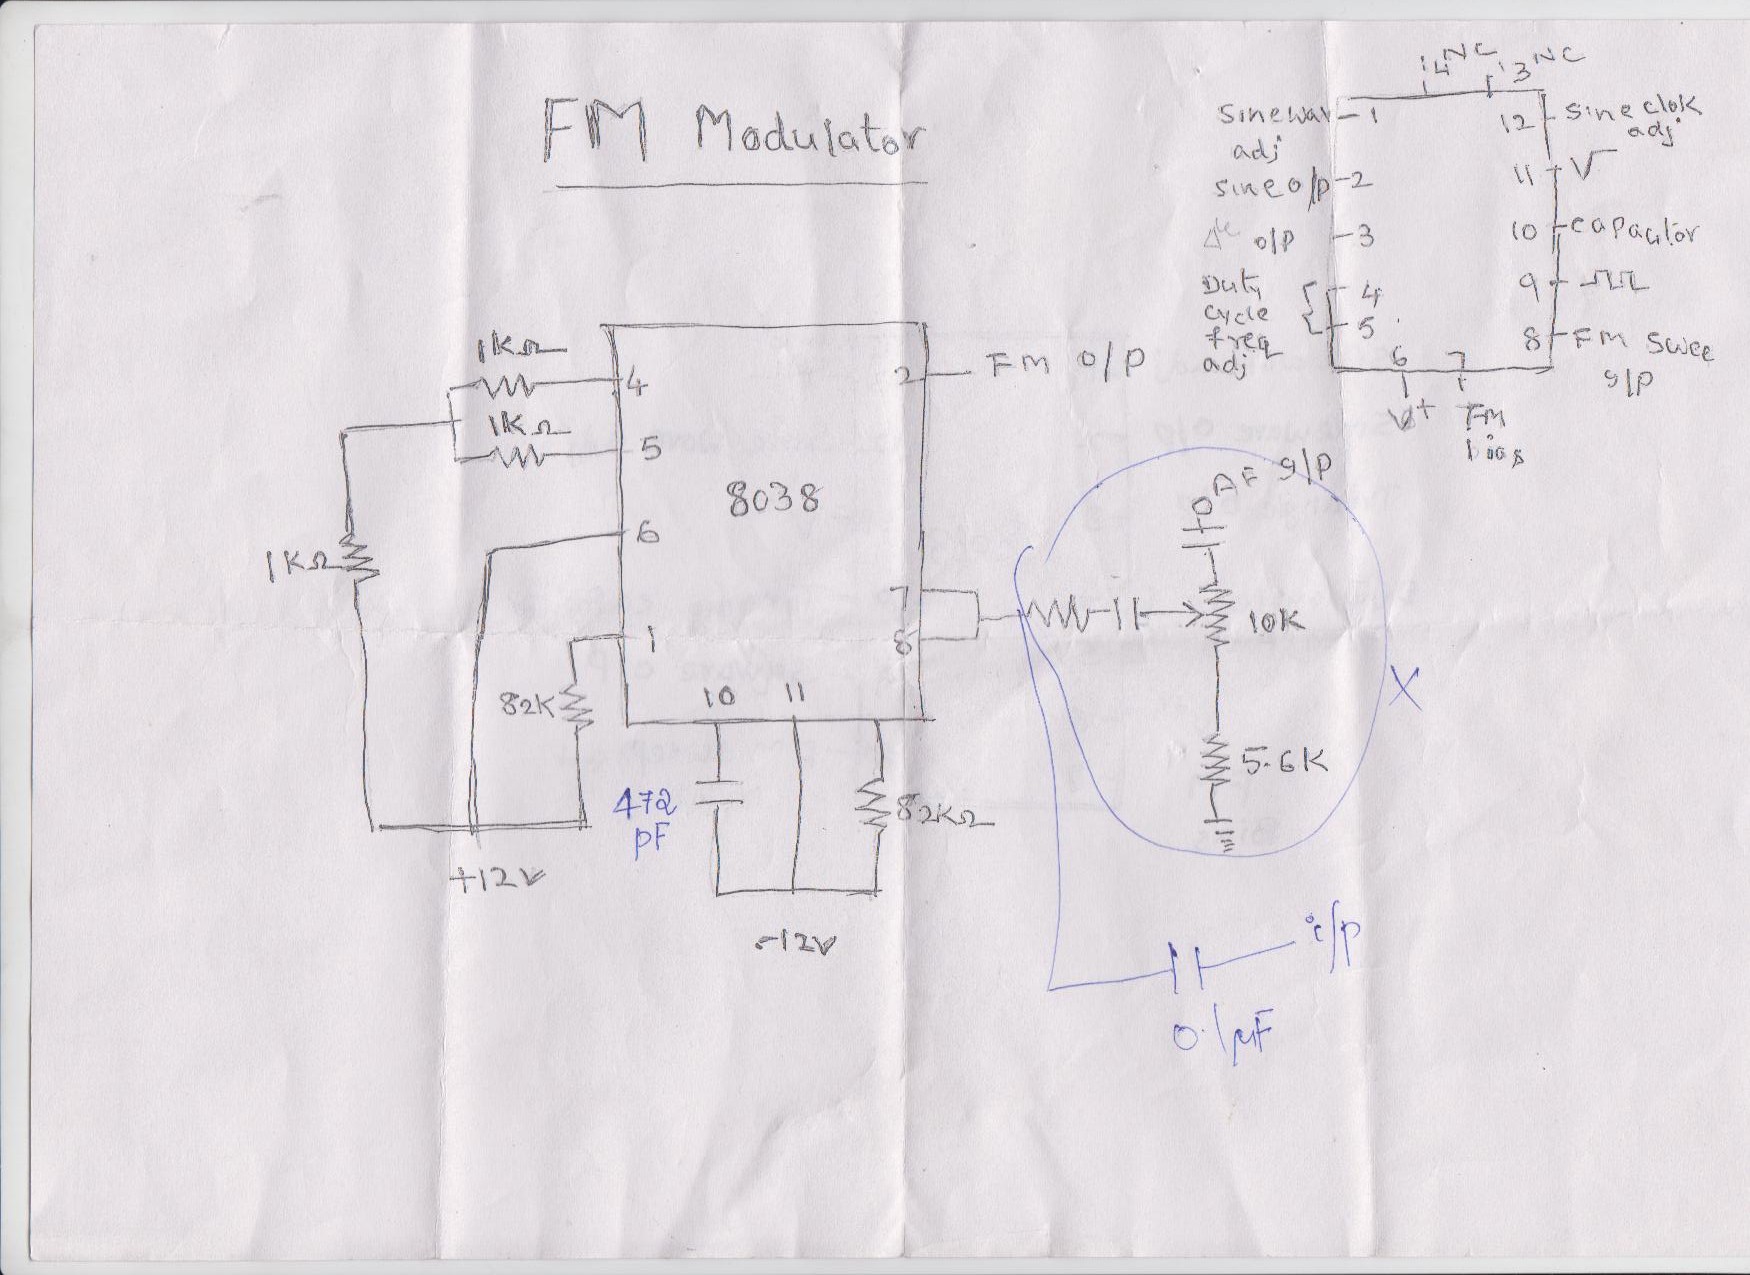 FM Modulator
14 NC
13 NC
sinewav
adj
1
12
sine clok
adj
11
V-
sine o/p
2
o/p
3
10
capacitor
Duty
cycle
freq
adj
4
5
9
8
FM Swee
i/p
6
7
V+
FM
bias
1KΩ
4
2
FM O/P
1KΩ
5
8038
6
1KΩ
AF i/p
7
8
10K
1
82K
10
11
X
5.6K
472
pF
82KΩ
+12V
-12V
i/p
0.1µF